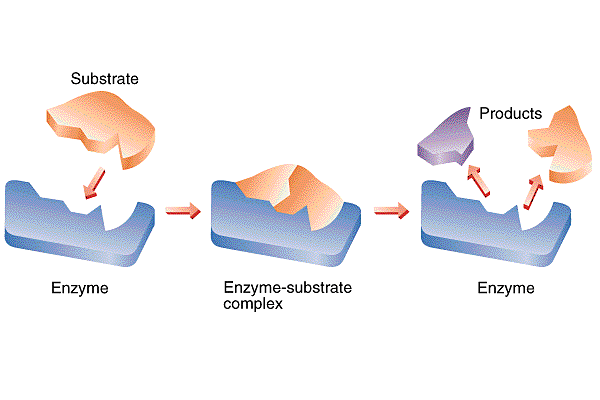 Substrate
Products
Enzyme
Enzyme-substrate
complex
Enzyme